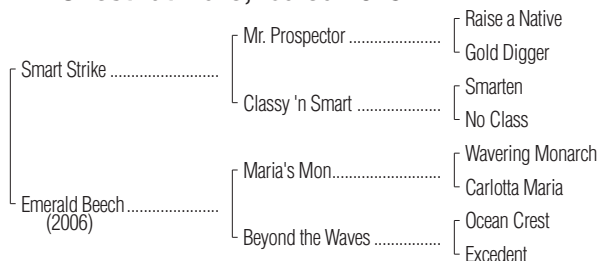 Raise a Native
Mr. Prospector ...................
Gold Digger
Smart Strike ..........................
Smarten
Classy 'n Smart ....................
No Class
Wavering Monarch
Maria's Mon..........................
Carlotta Maria
Emerald Beech ......................
(2006)
Ocean Crest
Beyond the Waves ................
Excedent